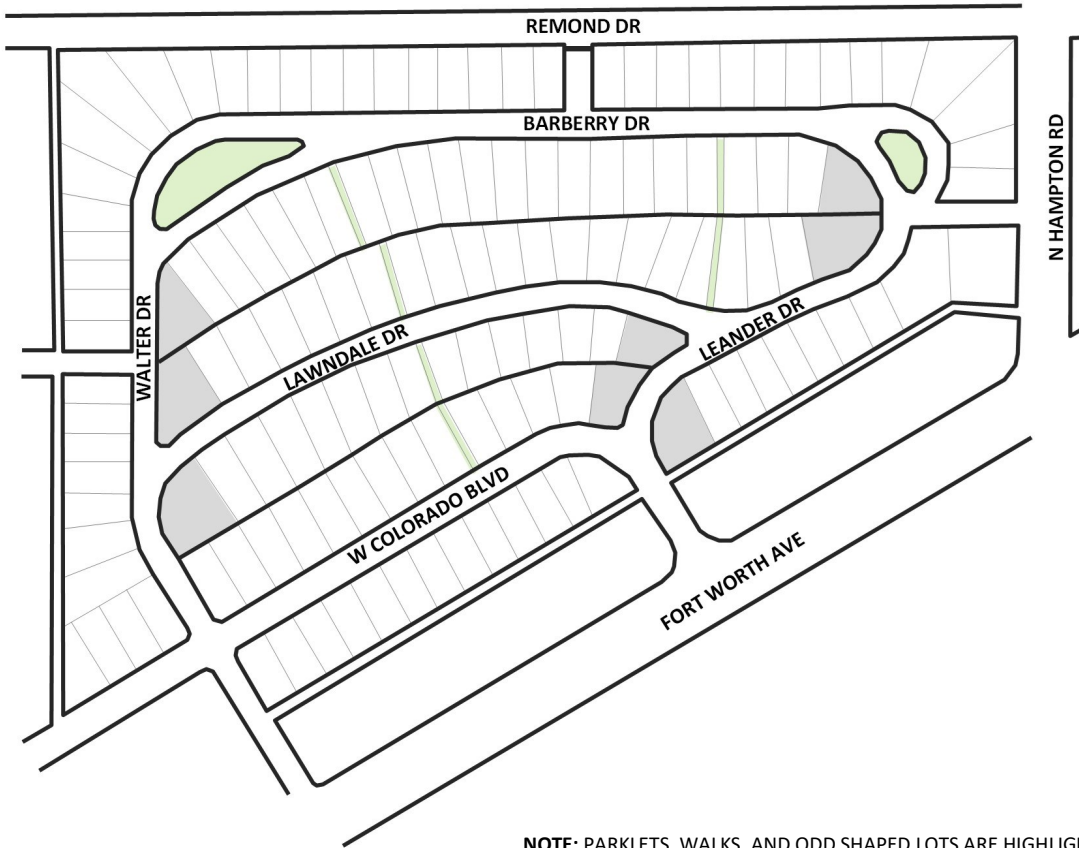 REMOND DR
BARBERRY DR
N HAMPTON RD
WALTER DR
LAWNDALE DR
LEANDER DR
W COLORADO BLVD
FORT WORTH AVE
NOTE: PARKLETS, WALKS, AND ODD SHAPED LOTS ARE